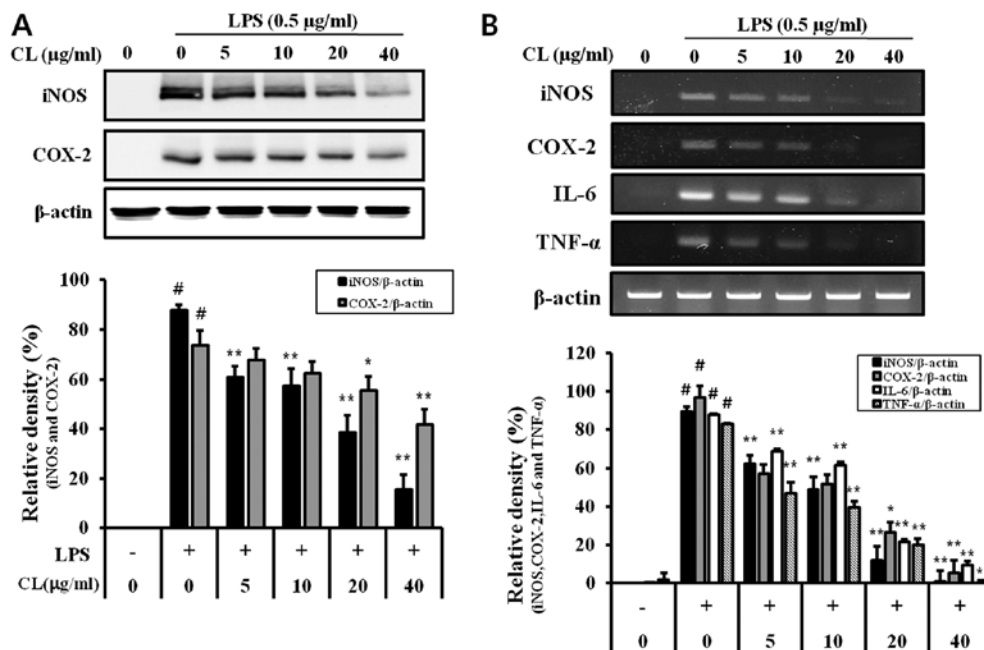 A
LPS (0.5 µg/ml)
CL (µg/ml) 0 0 5 10 20 40
iNOS
COX-2
β-actin
100
80
60
40
20
0
Relative density (%)
(iNOS and COX-2)
iNOS/β-actin
COX-2/β-actin
# # ** ** ** * ** **
LPS - + + + + +
CL(µg/ml) 0 0 5 10 20 40
B
LPS (0.5 µg/ml)
CL (µg/ml) 0 0 5 10 20 40
iNOS
COX-2
IL-6
TNF-α
β-actin
120
100
80
60
40
20
0
Relative density (%)
(iNOS,COX-2,IL-6 and TNF-α)
iNOS/β-actin
COX-2/β-actin
IL-6/β-actin
TNF-α/β-actin
# # # # ** ** ** ** ** ** ** * ** ** ** ** ** *
- + + + + +
0 0 5 10 20 40